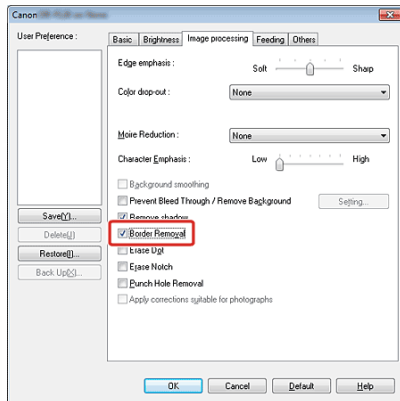 Canon
User Preference :
Basic Brightness Image processing Feeding Others
Edge emphasis : Soft Sharp
Color drop-out : None
Moire Reduction : None
Character Emphasis : Low High
Background smoothing
Prevent Bleed Through / Remove Background Setting...
Save(Y)... Remove shadow
Delete(J) Border Removal
Restore(I)... Erase Dot
Back Up(X)... Erase Notch
Punch Hole Removal
Apply corrections suitable for photographs
OK Cancel Default Help